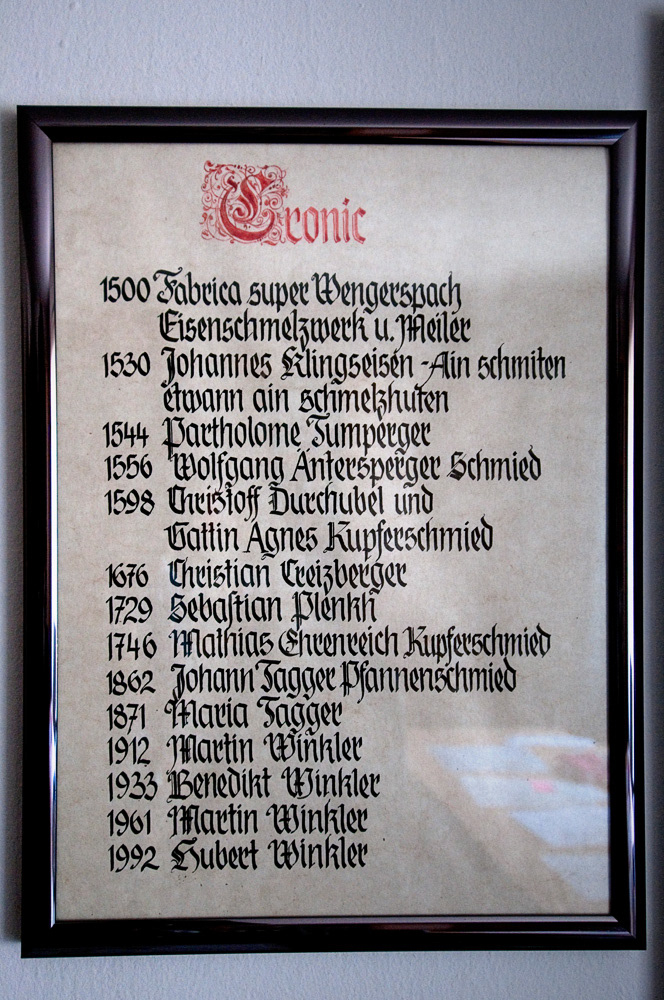 Cronic
1500 Fabrica super Wengerspach
Eisenschmelzwerk u. Meiler
1530 Johannes Klingseisen - Ain schmiten
etwann ain schmelzhuten
1544 Partholome Tumperger
1556 Wolfgang Antersperger Schmied
1598 Christoff Durchubel und
Gattin Agnes Kupferschmied
1676 Christian Creizberger
1729 Sebastian Plenkh
1746 Mathias Ehrenreich Kupferschmied
1862 Johann Tagger Pfannenschmied
1871 Maria Tagger
1912 Martin Winkler
1933 Benedikt Winkler
1961 Martin Winkler
1992 Hubert Winkler